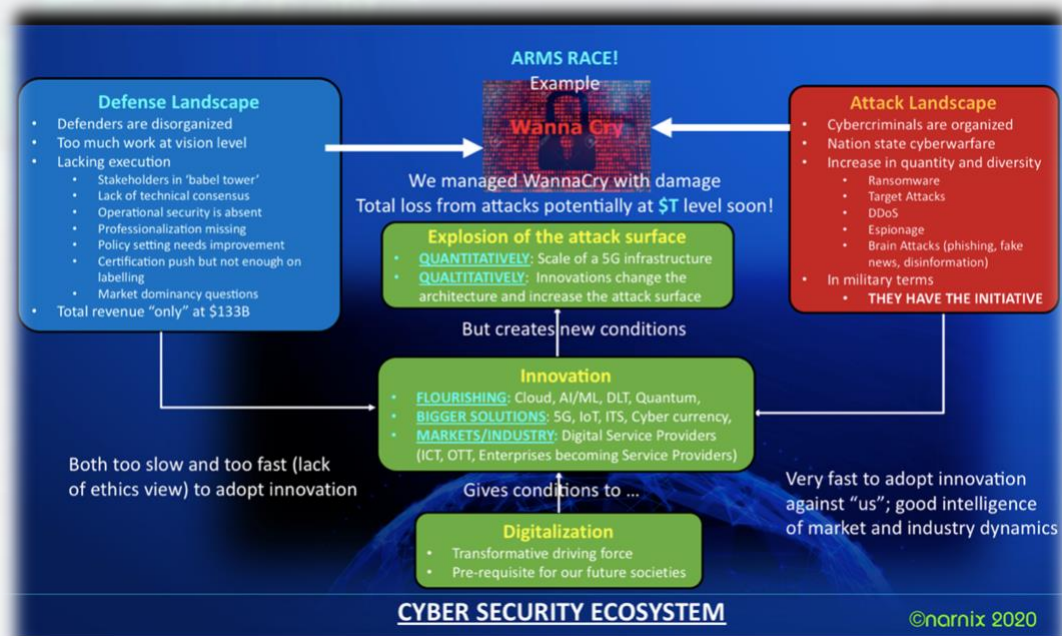 ARMS RACE!
Example
Wanna Cry
We managed WannaCry with damage
Total loss from attacks potentially at $T level soon!
Defense Landscape
• Defenders are disorganized
• Too much work at vision level
• Lacking execution
• Stakeholders in 'babel tower'
• Lack of technical consensus
• Operational security is absent
• Professionalization missing
• Policy setting needs improvement
• Certification push but not enough on
labelling
• Market dominancy questions
• Total revenue "only" at $133B
Attack Landscape
• Cybercriminals are organized
• Nation state cyberwarfare
• Increase in quantity and diversity
• Ransomware
• Target Attacks
• DDoS
• Espionage
• Brain Attacks (phishing, fake
news, disinformation)
• In military terms
• THEY HAVE THE INITIATIVE
Explosion of the attack surface
• QUANTITATIVELY: Scale of a 5G infrastructure
• QUALTITATIVELY: Innovations change the
architecture and increase the attack surface
But creates new conditions
Innovation
• FLOURISHING: Cloud, AI/ML, DLT, Quantum,
• BIGGER SOLUTIONS: 5G, IoT, ITS, Cyber currency,
• MARKETS/INDUSTRY: Digital Service Providers
(ICT, OTT, Enterprises becoming Service Providers)
Both too slow and too fast (lack
of ethics view) to adopt innovation
Gives conditions to ...
Very fast to adopt innovation
against "us"; good intelligence
of market and industry dynamics
Digitalization
• Transformative driving force
• Pre-requisite for our future societies
CYBER SECURITY ECOSYSTEM
©narnix 2020